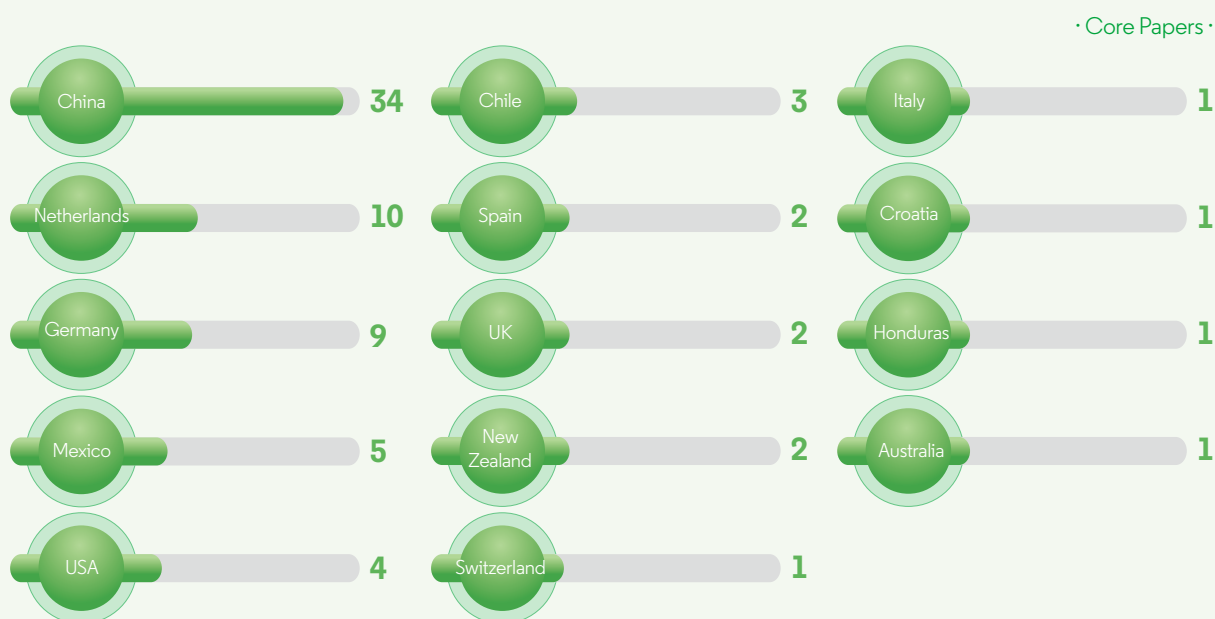 · Core Papers ·
China 34
Netherlands 10
Germany 9
Mexico 5
USA 4
Chile 3
Spain 2
UK 2
New
Zealand 2
Switzerland 1
Italy 1
Croatia 1
Honduras 1
Australia 1